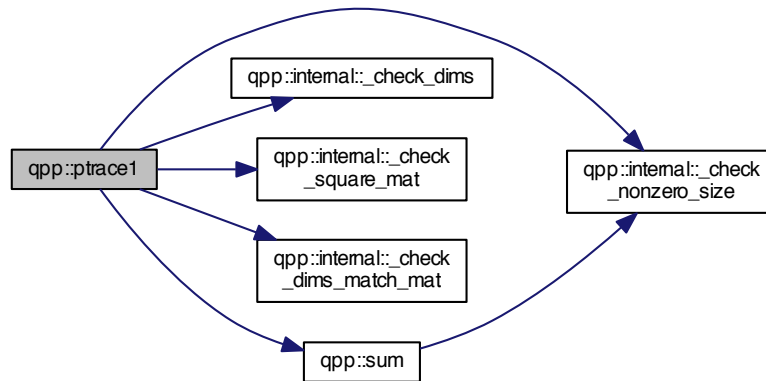 qpp::internal::_check_dims
qpp::ptrace1
qpp::internal::_check
_square_mat
qpp::internal::_check
_nonzero_size
qpp::internal::_check
_dims_match_mat
qpp::sum